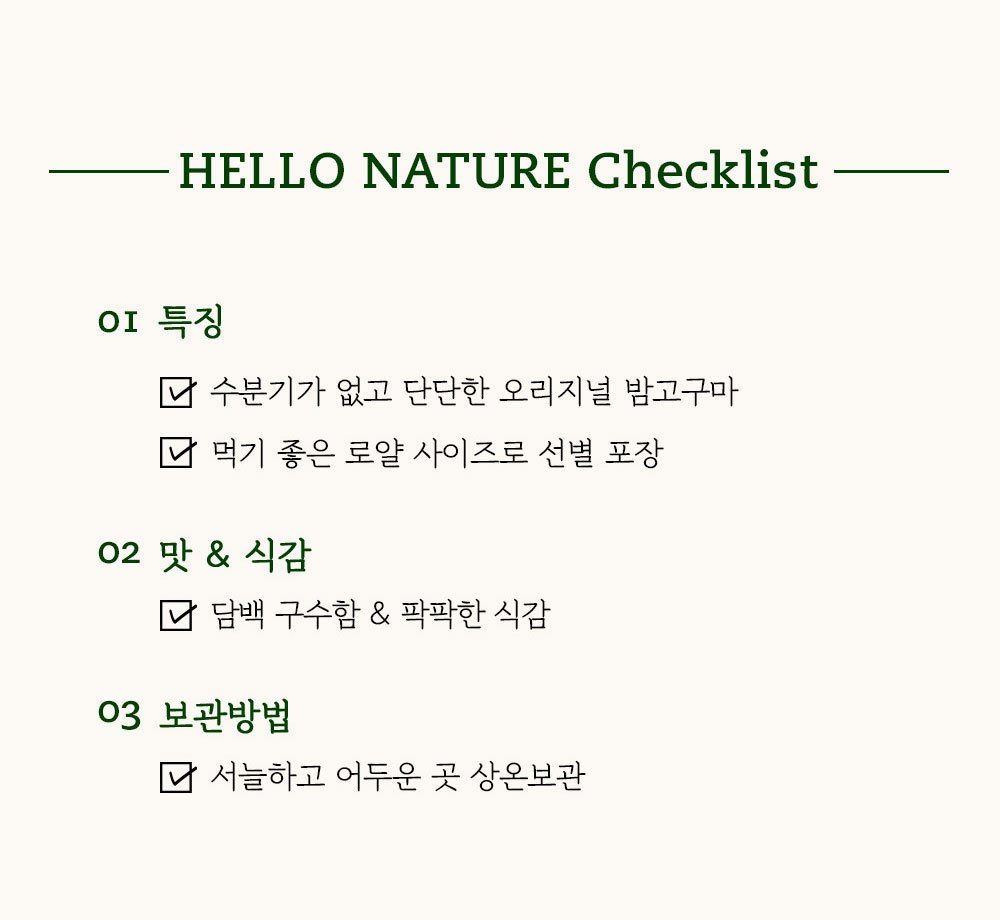 HELLO NATURE Checklist
01 특징
수분기가 없고 단단한 오리지널 밤고구마
먹기 좋은 로얄 사이즈로 선별 포장
02 맛 & 식감
담백 구수함 & 팍팍한 식감
03 보관방법
서늘하고 어두운 곳 상온보관